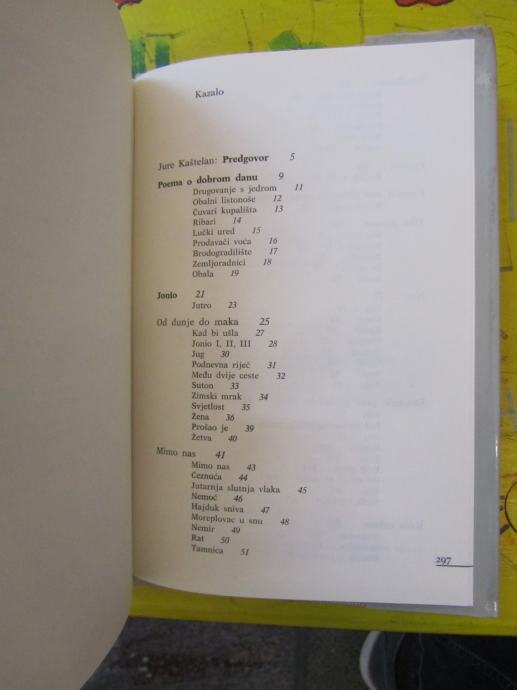 Kazalo
Jure Kaštelan: Predgovor 5
Poema o dobrom danu 9
Drugovanje s jedrom 11
Obalni listonoše 12
Čuvari kupališta 13
Ribari 14
Lučki ured 15
Prodavači voća 16
Brodogradilište 17
Zemljoradnici 18
Obala 19
Jonio 21
Jutro 23
Od dunje do maka 25
Kad bi ušla 27
Jonio I, II, III 28
Jug 30
Podnevna riječ 31
Među dvije ceste 32
Suton 33
Zimski mrak 34
Svjetlost 35
Žena 36
Prošao je 39
Žetva 40
Mimo nas 41
Mimo nas 43
Čeznuća 44
Jutarnja slutnja vlaka 45
Nemoć 46
Hajduk sniva 47
Moreplovac u snu 48
Nemir 49
Rat 50
Tamnica 51
297